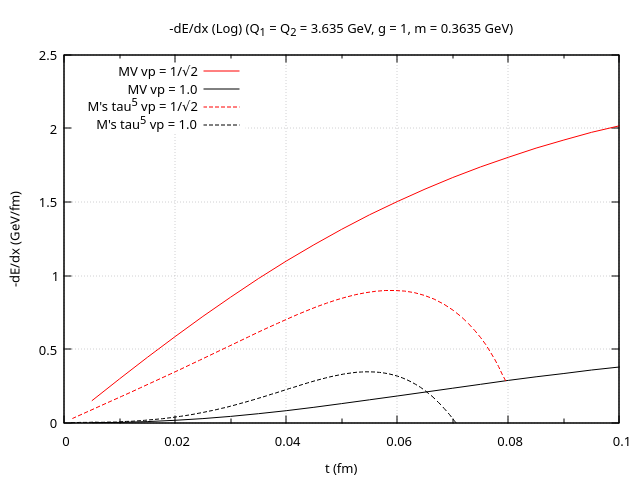 -dE/dx (Log) (Q₁ = Q₂ = 3.635 GeV, g = 1, m = 0.3635 GeV)
2.5
2
1.5
1
0.5
0
-dE/dx (GeV/fm)
MV vp = 1/√2
MV vp = 1.0
M's tau⁵ vp = 1/√2
M's tau⁵ vp = 1.0
0 0.02 0.04 0.06 0.08 0.1
t (fm)